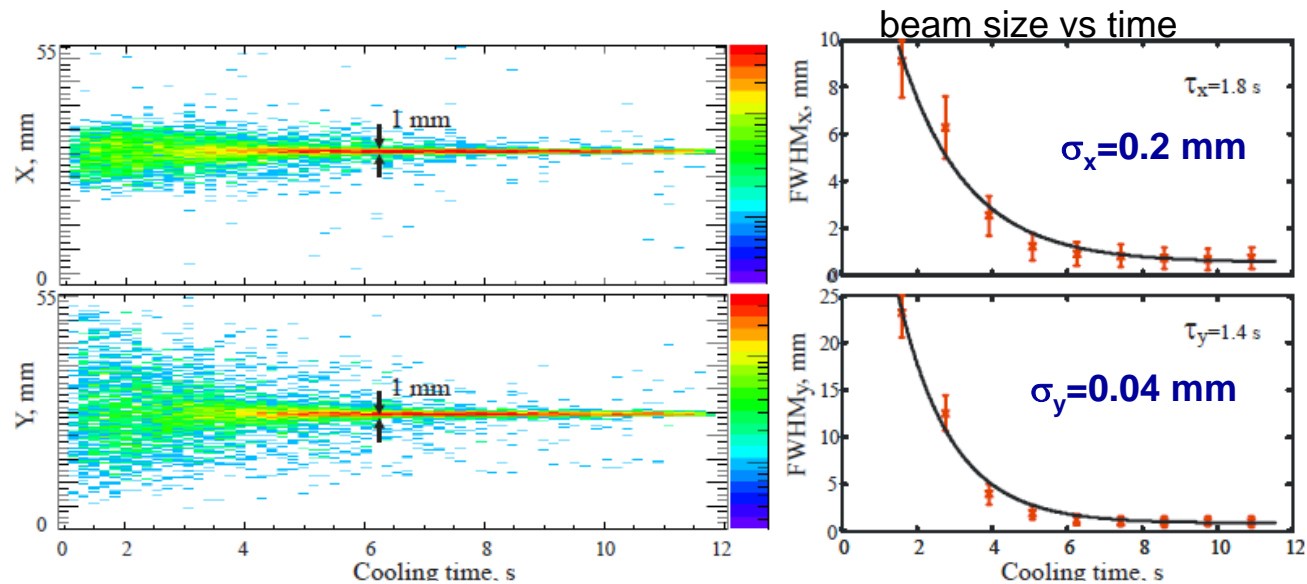 beam size vs time
55
X, mm
0
1 mm
55
Y, mm
0
1 mm
0 2 4 6 8 10 12
Cooling time, s
10
8
6
4
2
0
FWHMx, mm
τx=1.8 s
σx=0.2 mm
25
20
15
10
5
0
FWHMy, mm
τy=1.4 s
σy=0.04 mm
0 2 4 6 8 10 12
Cooling time, s